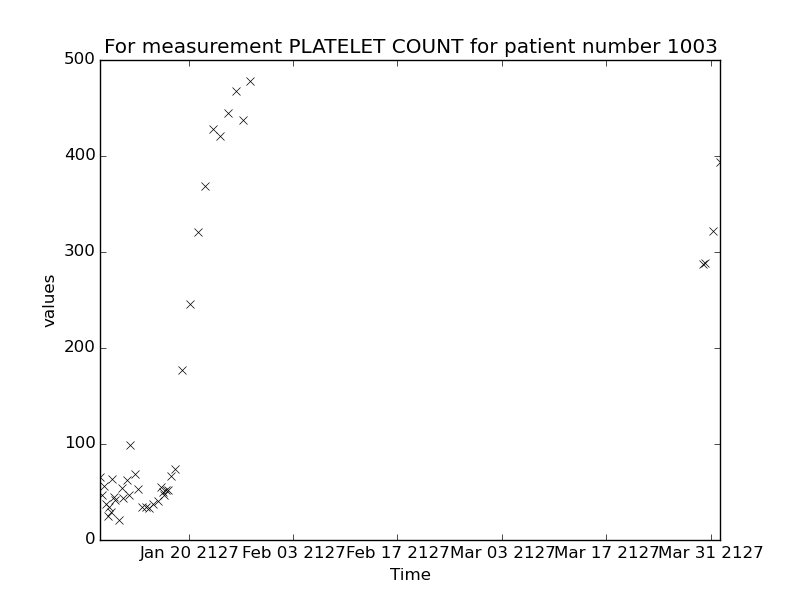 For measurement PLATELET COUNT for patient number 1003
500
400
300
200
100
0
values
Jan 20 2127 Feb 03 2127 Feb 17 2127 Mar 03 2127 Mar 17 2127 Mar 31 2127
Time